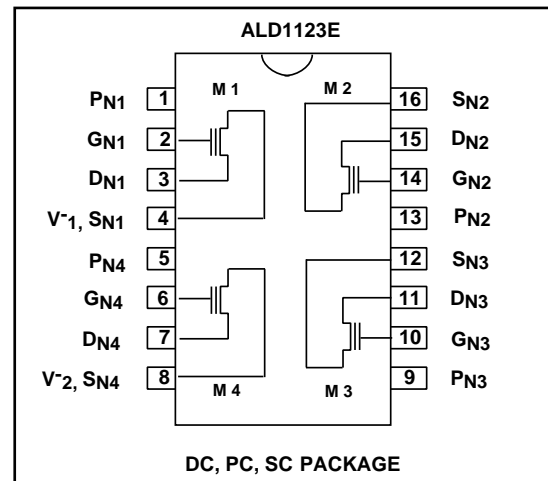 ALD1123E
M 1 M 2
PN1 1 16 SN2
GN1 2 15 DN2
DN1 3 14 GN2
V-1, SN1 4 13 PN2
PN4 5 12 SN3
GN4 6 11 DN3
DN4 7 10 GN3
V-2, SN4 8 9 PN3
M 4 M 3
DC, PC, SC PACKAGE